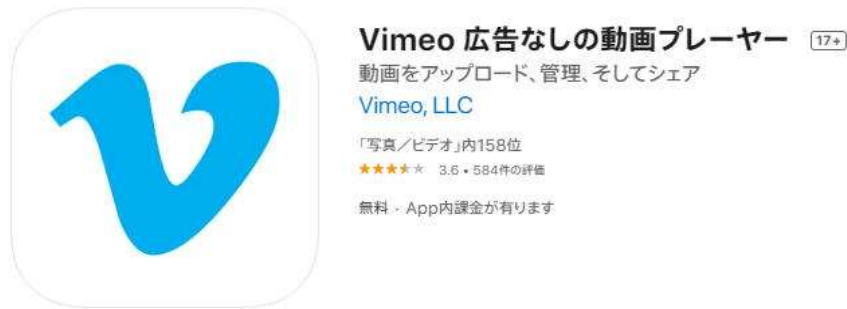 Vimeo 広告なしの動画プレーヤー 17+
動画をアップロード、管理、そしてシェア
Vimeo, LLC
「写真／ビデオ」内158位
★★★★★ 3.6 • 584件の評価
無料 · App内課金が有ります